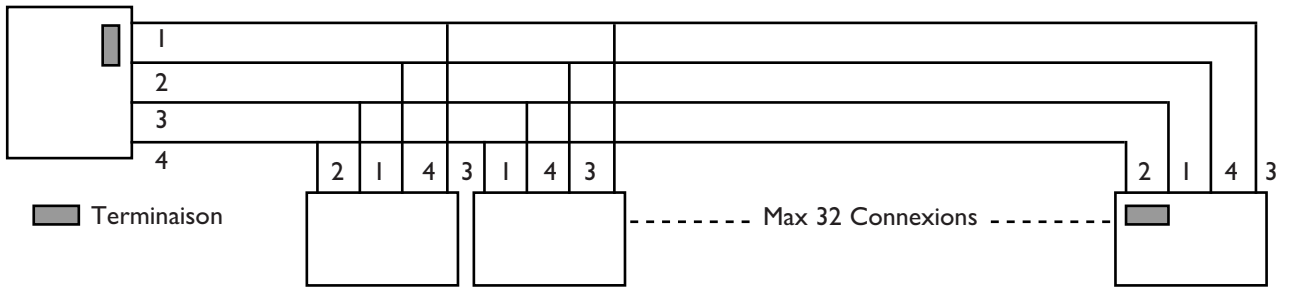 1
2
3
4
2 1 4 3 1 4 3
2 1 4 3
Terminaison
Max 32 Connexions